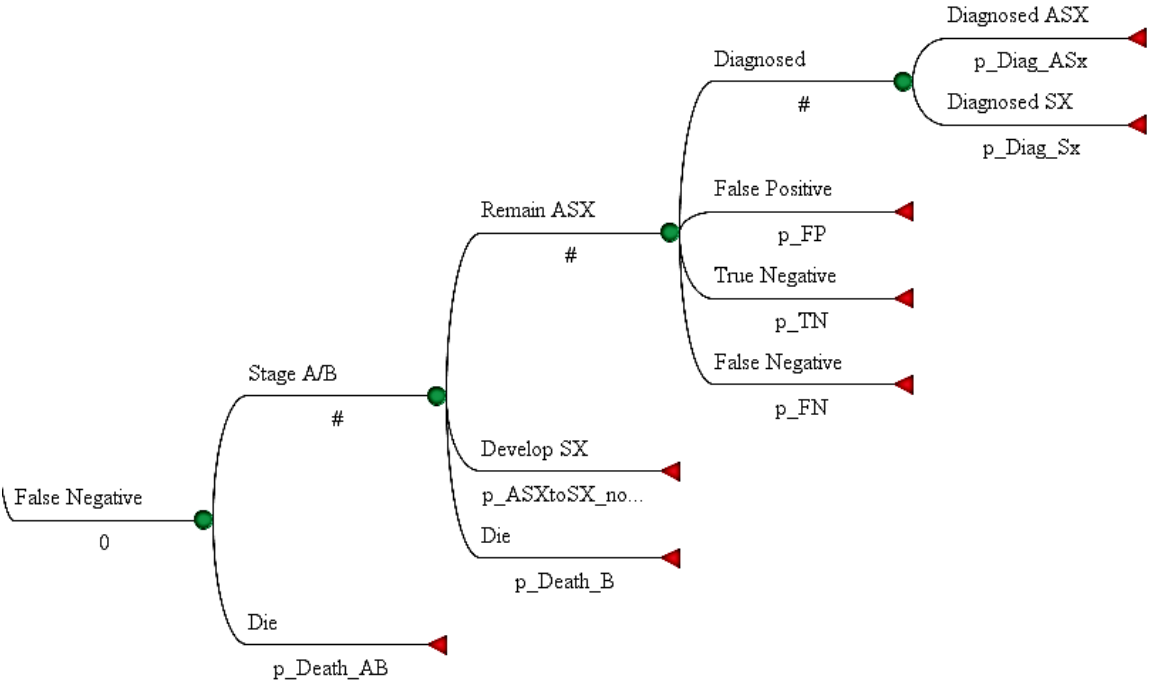 Diagnosed ASX
p_Diag_ASx
Diagnosed
#
Diagnosed SX
p_Diag_Sx
False Positive
p_FP
Remain ASX
#
True Negative
p_TN
False Negative
p_FN
Stage A/B
#
Develop SX
p_ASXtoSX_no...
Die
p_Death_B
False Negative
0
Die
p_Death_AB